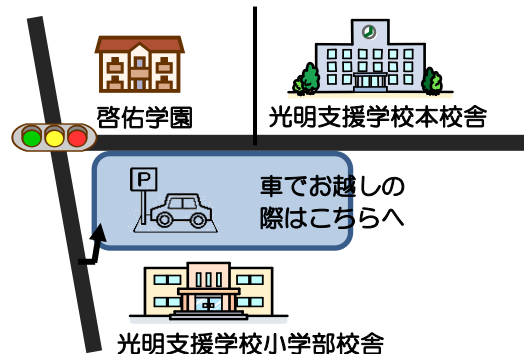 啓佑学園
光明支援学校本校舎
P
車でお越しの
際はこちらへ
光明支援学校小学部校舎